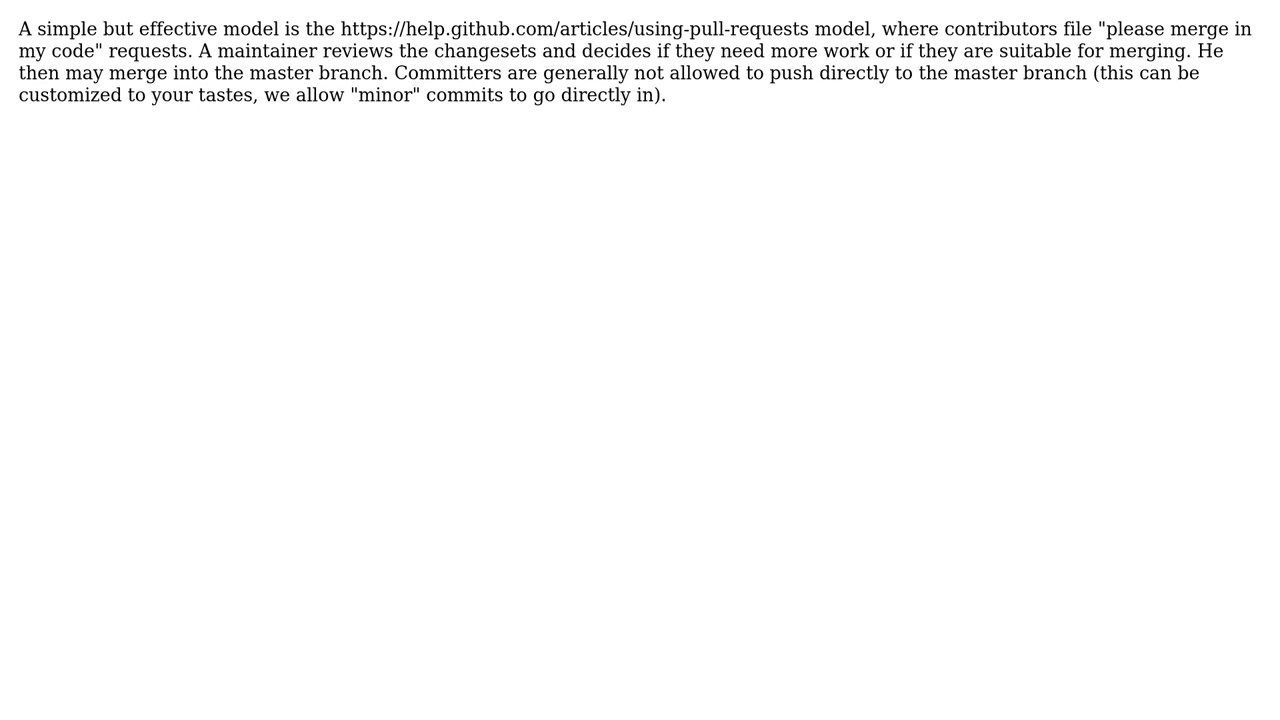 A simple but effective model is the https://help.github.com/articles/using-pull-requests model, where contributors file "please merge in
my code" requests. A maintainer reviews the changesets and decides if they need more work or if they are suitable for merging. He
then may merge into the master branch. Committers are generally not allowed to push directly to the master branch (this can be
customized to your tastes, we allow "minor" commits to go directly in).